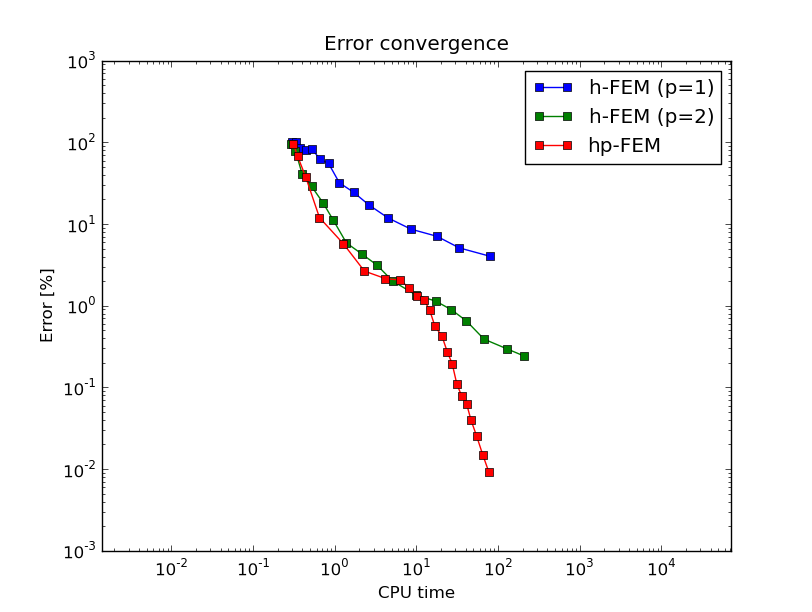 Error convergence
10^3
10^2
10^1
10^0
10^-1
10^-2
10^-3
Error [%]
h-FEM (p=1)
h-FEM (p=2)
hp-FEM
10^-2 10^-1 10^0 10^1 10^2 10^3 10^4
CPU time